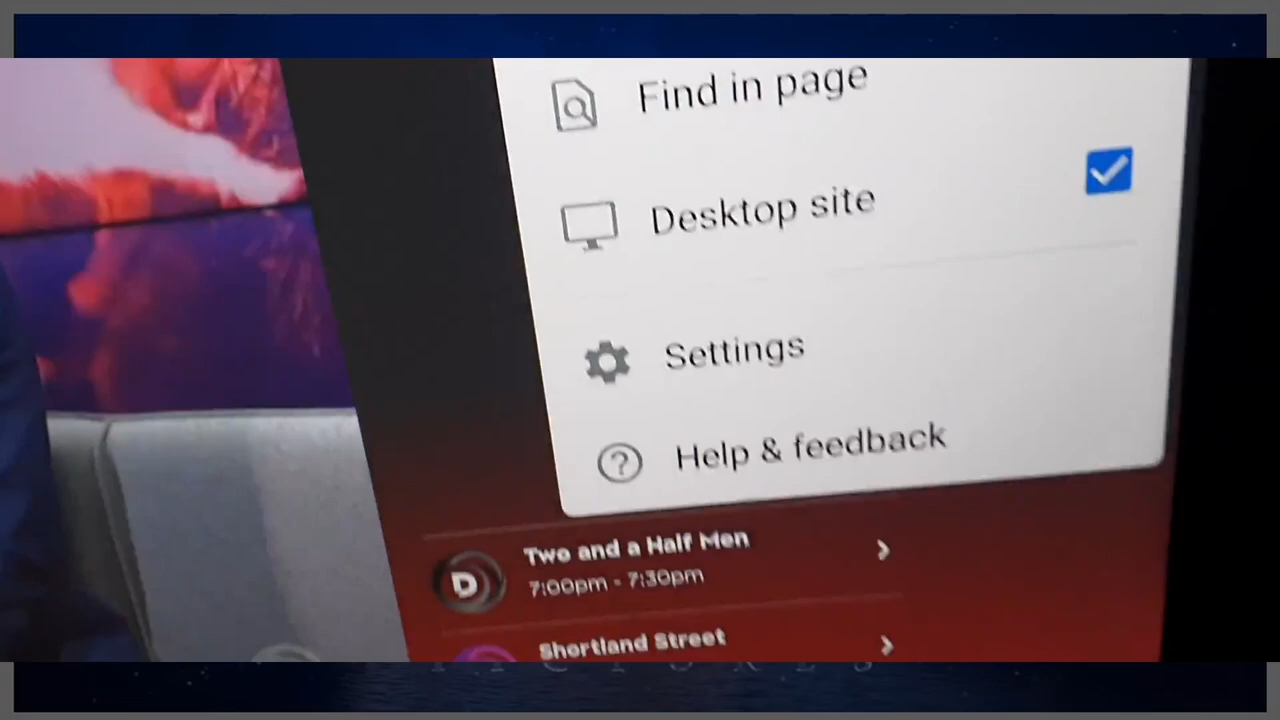 Find in page
Desktop site
Settings
Help & feedback
D
Two and a Half Men
7:00pm - 7:30pm
Shortland Street